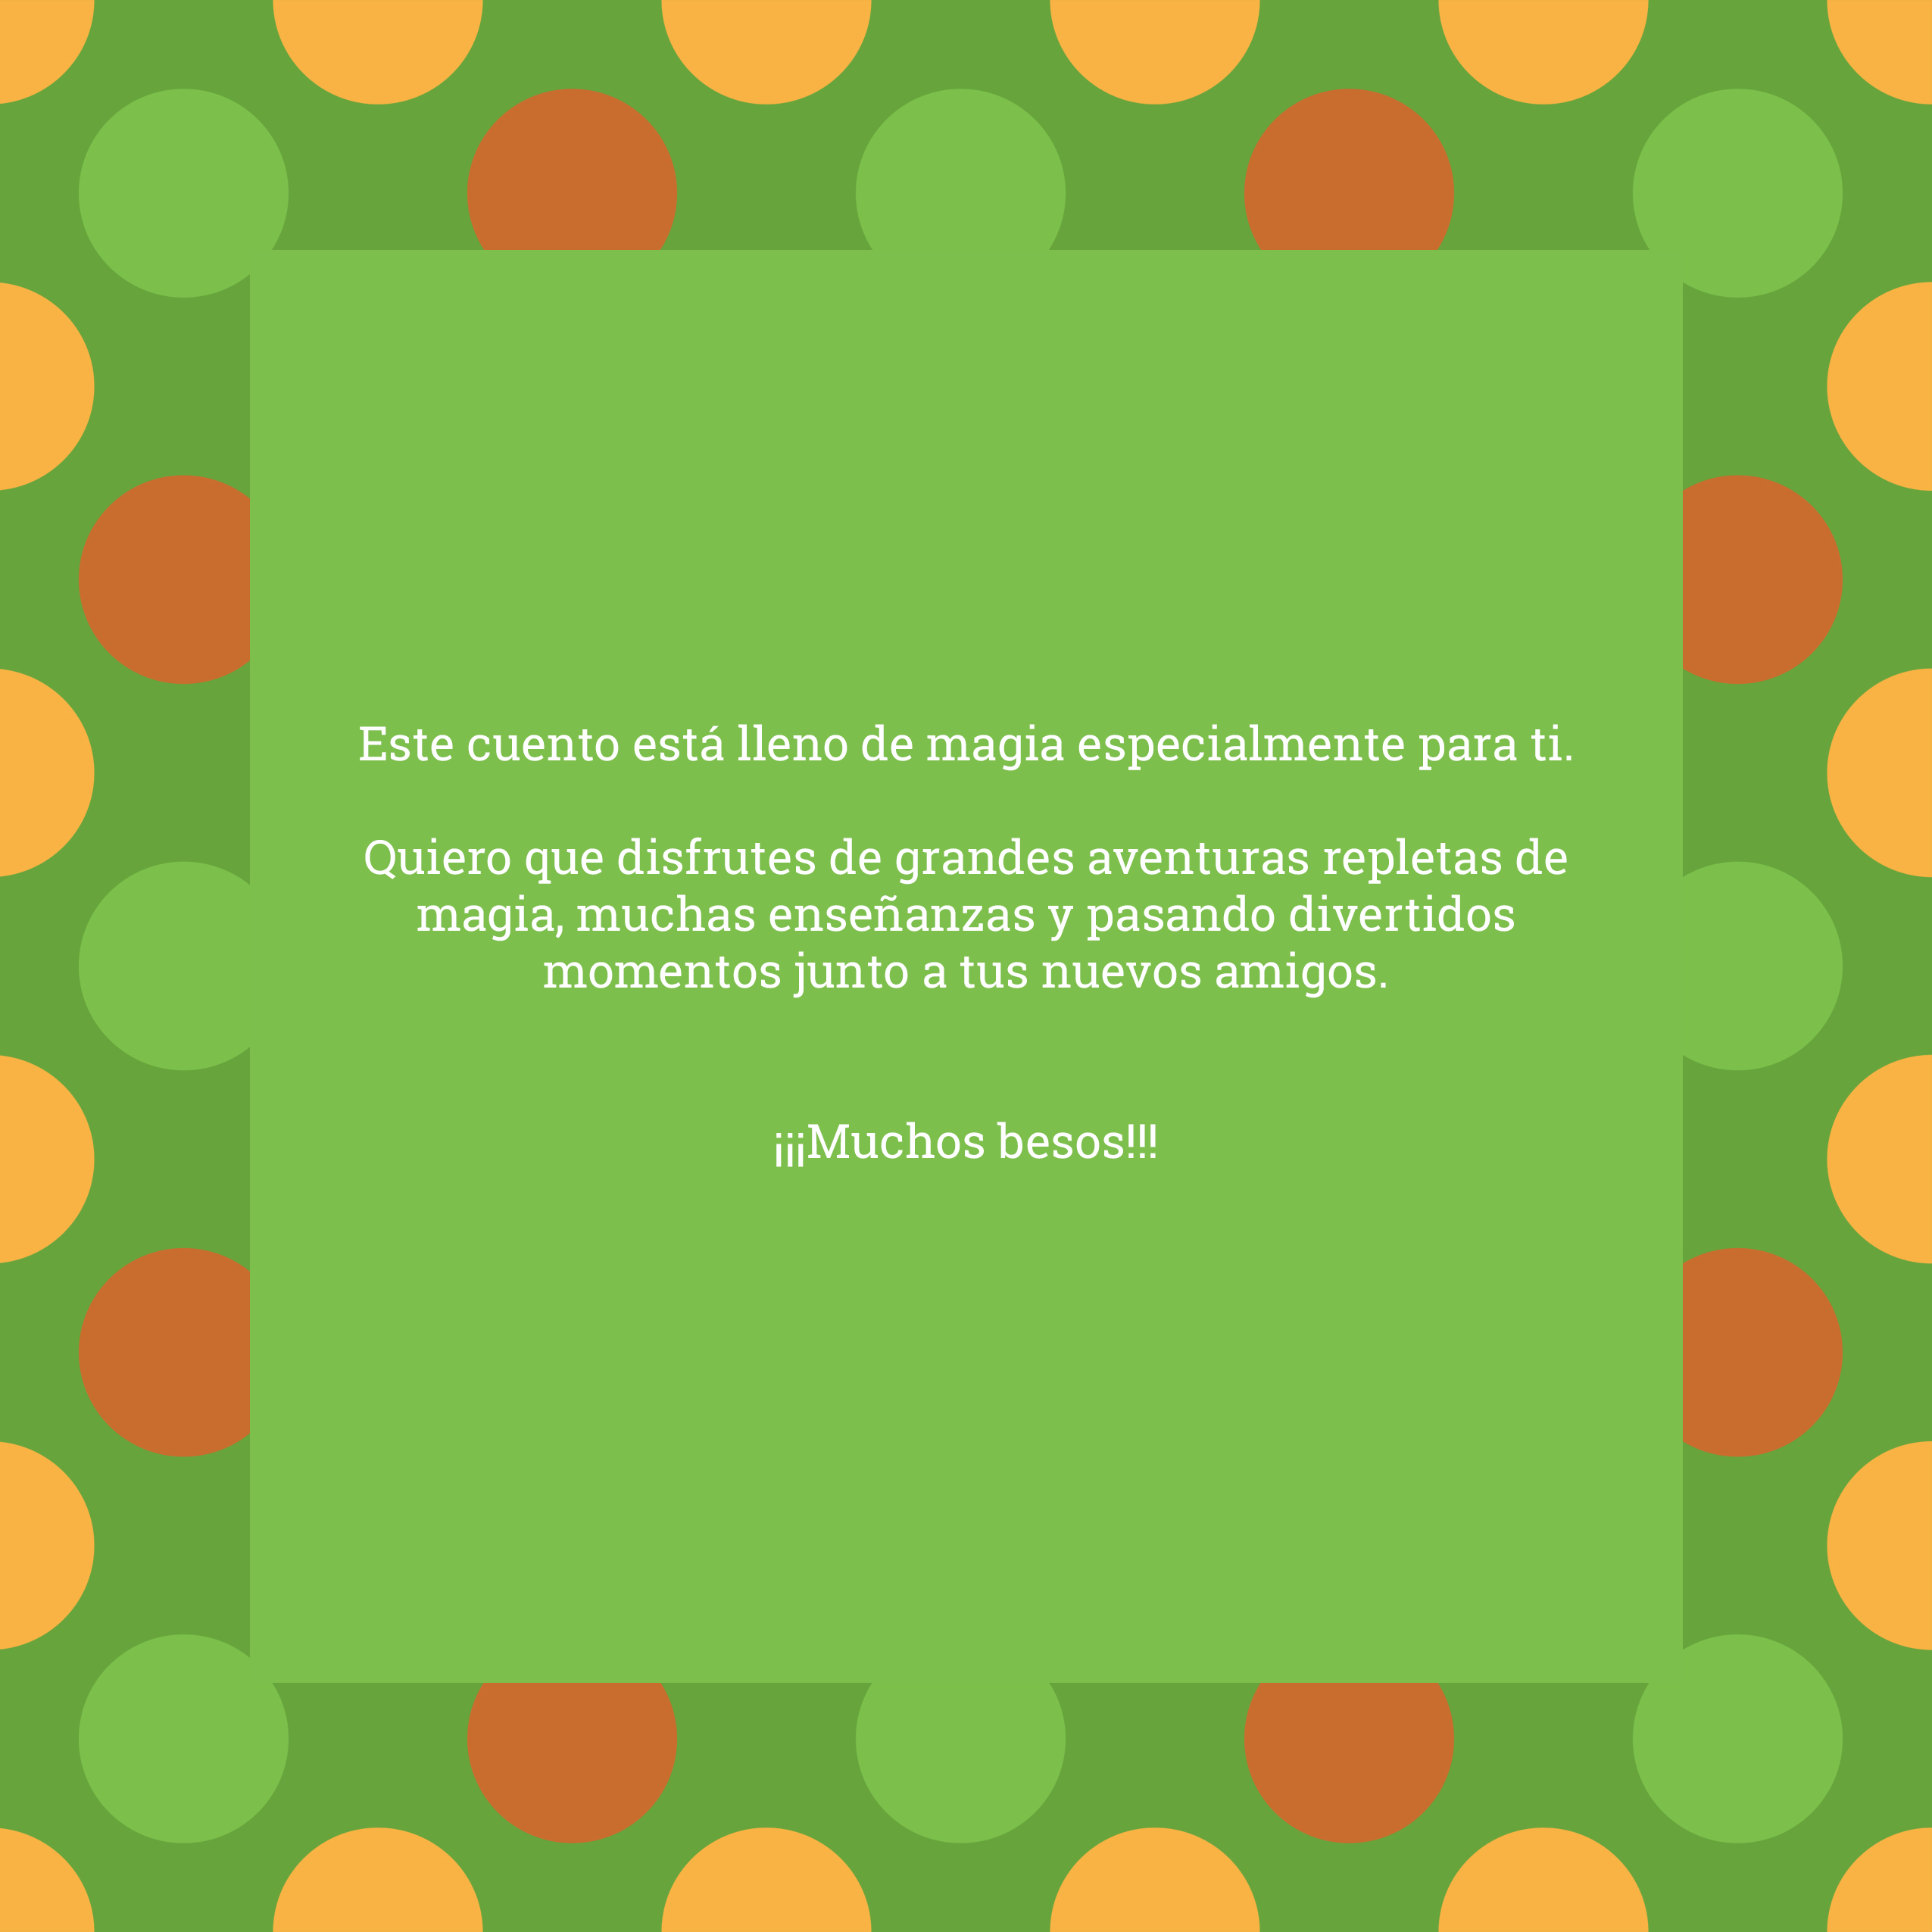 Este cuento está lleno de magia especialmente para ti.
Quiero que disfrutes de grandes aventuras repletas de
magia, muchas enseñanzas y pasando divertidos
momentos junto a tus nuevos amigos.
¡¡¡Muchos besos!!!